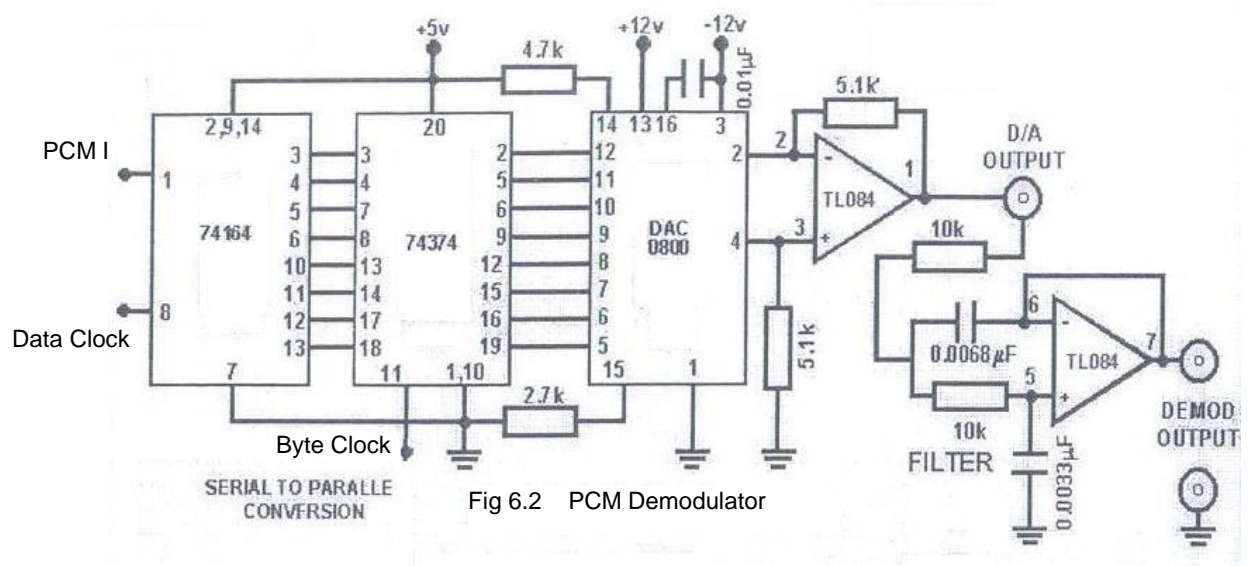 +5v
+12v
-12v
4.7k
0.01µF
5.1k
2,9,14
20
14
13
16
3
PCM I
1
3
3
2
12
2
2
-
1
D/A
OUTPUT
4
4
5
11
TL084
5
7
6
10
74164
74374
DAC
0800
6
8
9
9
4
3
+
10k
10
13
12
8
8
11
14
15
7
6
-
Data Clock
12
17
16
6
0.0068µF
TL084
7
13
18
19
5
5.1k
5
+
7
11
1,10
15
1
10k
DEMOD
OUTPUT
2.7k
Byte Clock
FILTER
0.0033µF
SERIAL TO PARALLE
CONVERSION
Fig 6.2 PCM Demodulator